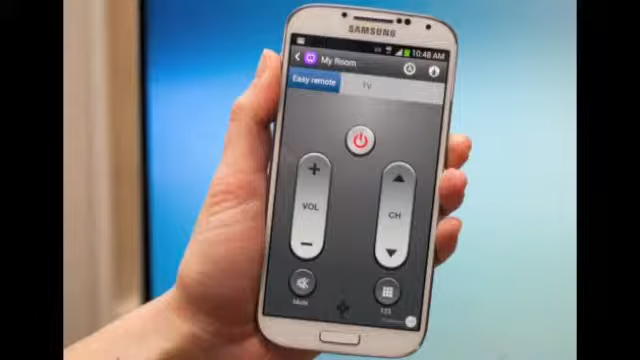 SAMSUNG
10:48 AM
My Room
Easy remote
TV
+
VOL
−
CH
Mute
123